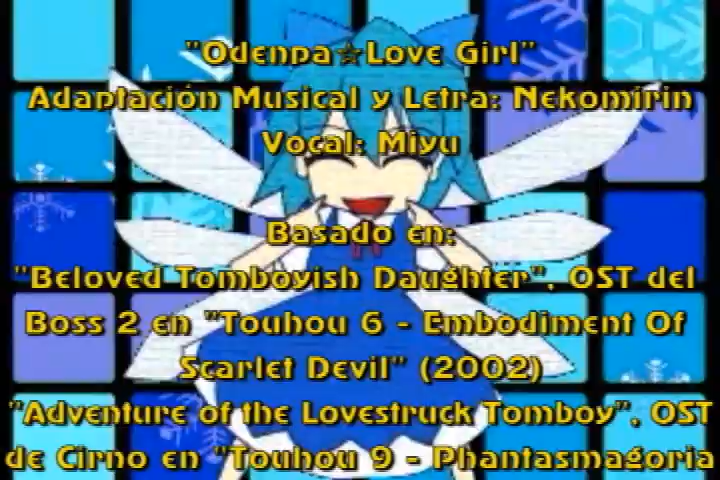 "Odenpa☆Love Girl"
Adaptación Musical y Letra: Nekomirin
Vocal: Miyu
Basado en:
"Beloved Tomboyish Daughter", OST del
Boss 2 en "Touhou 6 - Embodiment Of
Scarlet Devil" (2002)
"Adventure of the Lovestruck Tomboy", OST
de Cirno en "Touhou 9 - Phantasmagoria